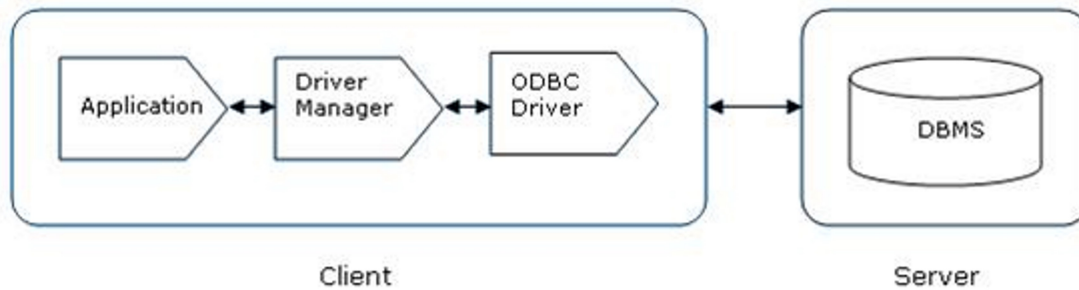 Application
Driver
Manager
ODBC
Driver
DBMS
Client
Server